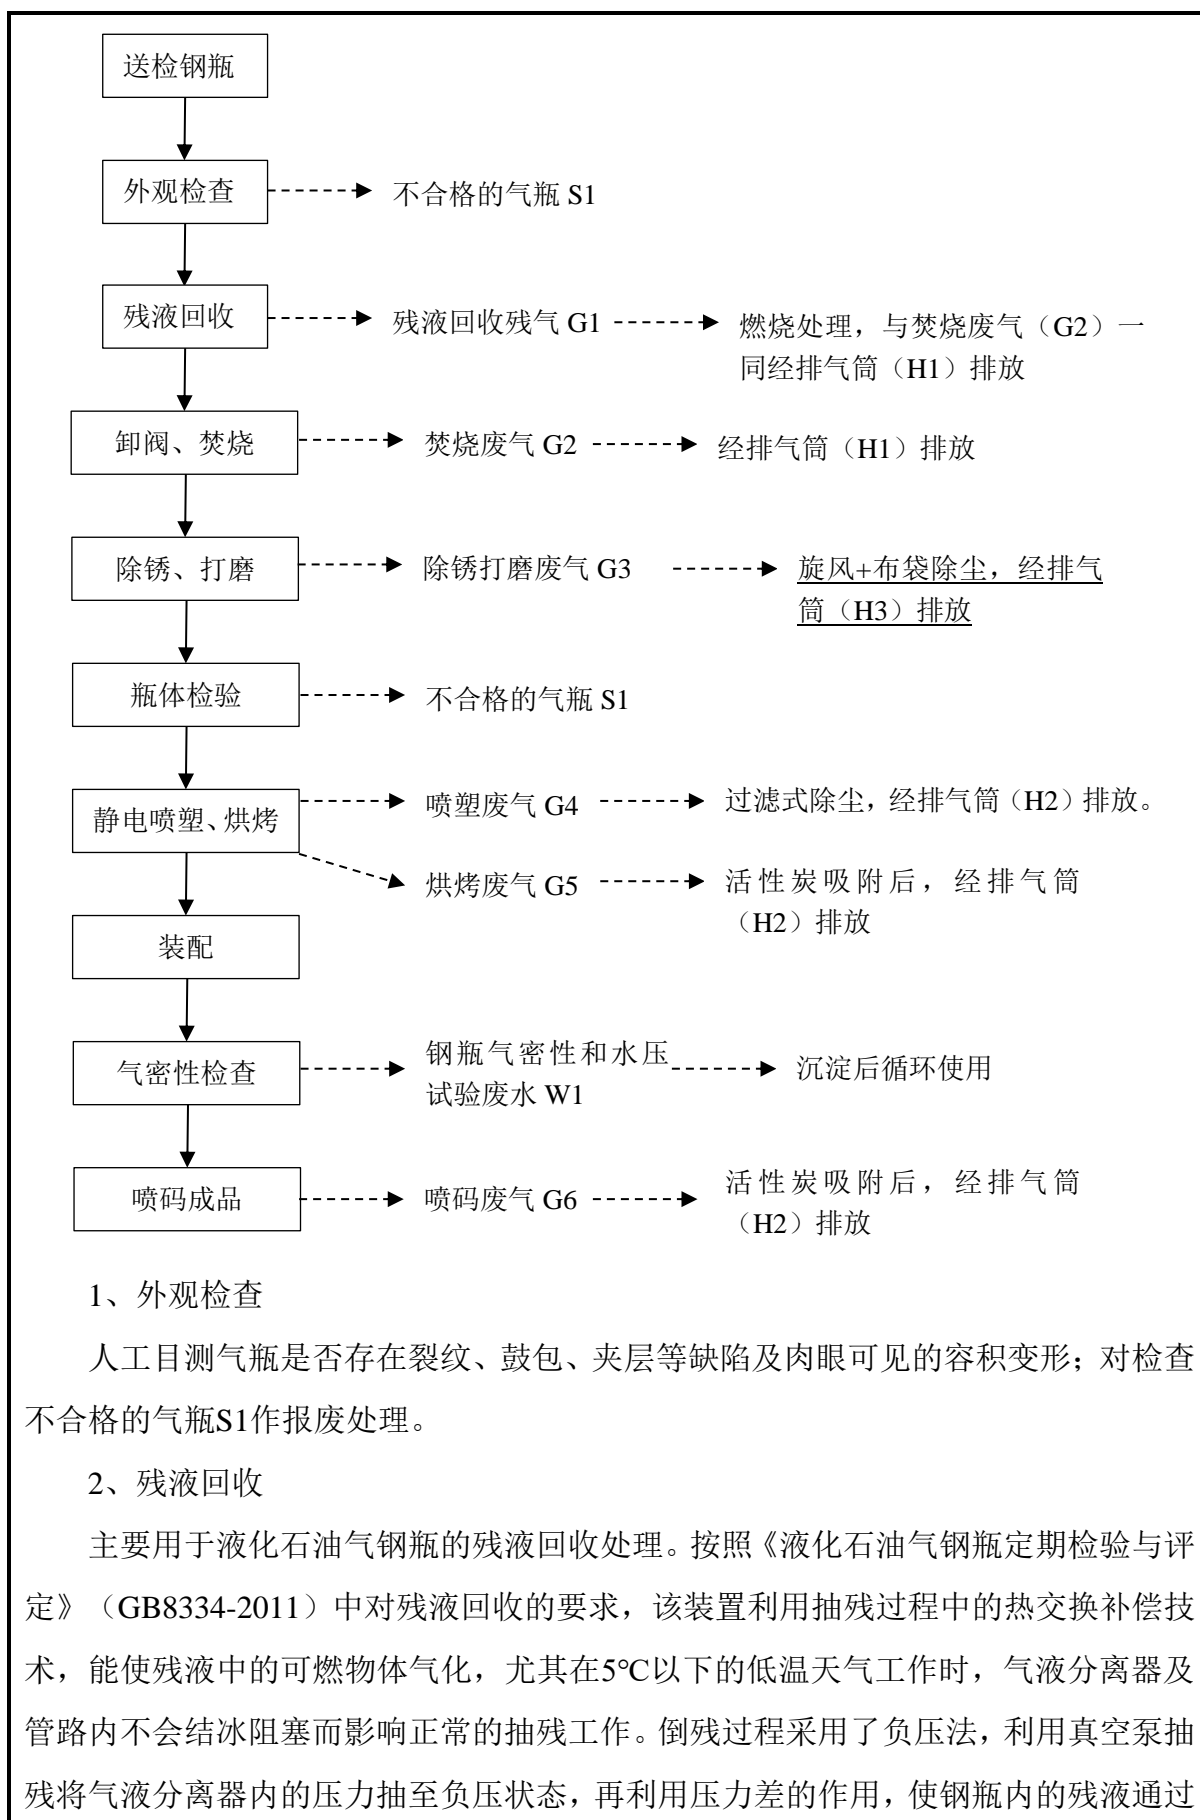 送检钢瓶
外观检查
不合格的气瓶 S1
残液回收
残液回收残气 G1
燃烧处理，与焚烧废气（G2）一
同经排气筒（H1）排放
卸阀、焚烧
焚烧废气 G2
经排气筒（H1）排放
除锈、打磨
除锈打磨废气 G3
旋风+布袋除尘，经排气
筒（H3）排放
瓶体检验
不合格的气瓶 S1
静电喷塑、烘烤
喷塑废气 G4
过滤式除尘，经排气筒（H2）排放。
烘烤废气 G5
活性炭吸附后，经排气筒
（H2）排放
装配
气密性检查
钢瓶气密性和水压
试验废水 W1
沉淀后循环使用
喷码成品
喷码废气 G6
活性炭吸附后，经排气筒
（H2）排放
1、外观检查
人工目测气瓶是否存在裂纹、鼓包、夹层等缺陷及肉眼可见的容积变形；对检查
不合格的气瓶S1作报废处理。
2、残液回收
主要用于液化石油气钢瓶的残液回收处理。按照《液化石油气钢瓶定期检验与评
定》（GB8334-2011）中对残液回收的要求，该装置利用抽残过程中的热交换补偿技
术，能使残液中的可燃物体气化，尤其在5℃以下的低温天气工作时，气液分离器及
管路内不会结冰阻塞而影响正常的抽残工作。倒残过程采用了负压法，利用真空泵抽
残将气液分离器内的压力抽至负压状态，再利用压力差的作用，使钢瓶内的残液通过